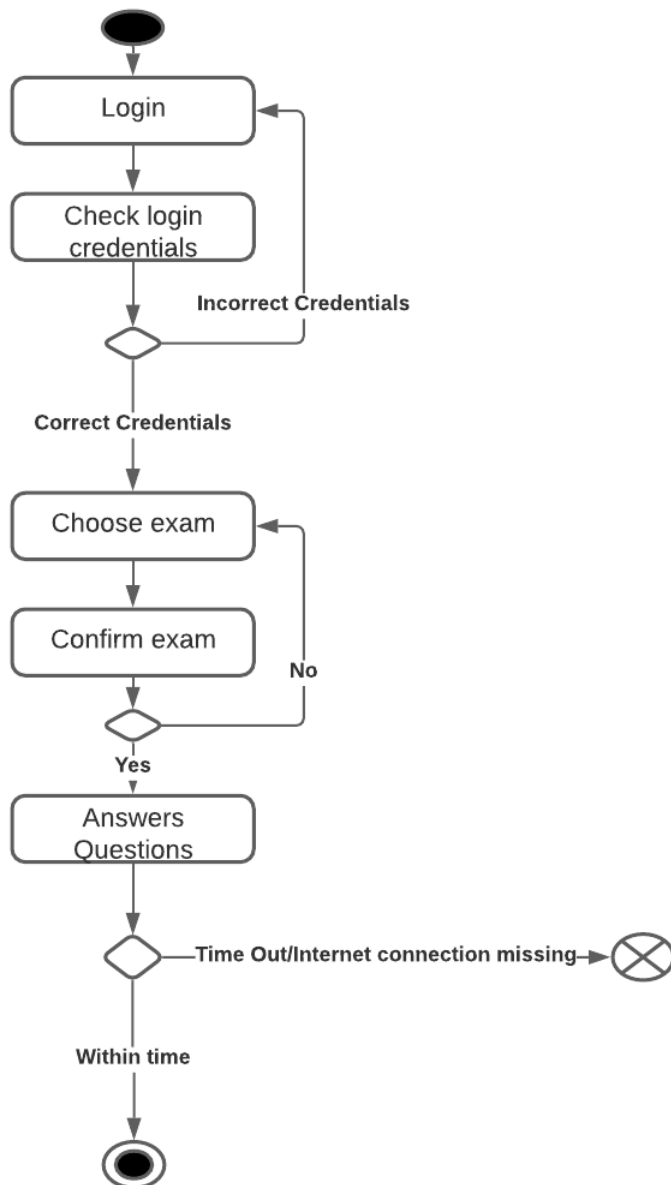 Login
Check login
credentials
Incorrect Credentials
Correct Credentials
Choose exam
Confirm exam
No
Yes
Answers
Questions
Time Out/Internet connection missing
Within time